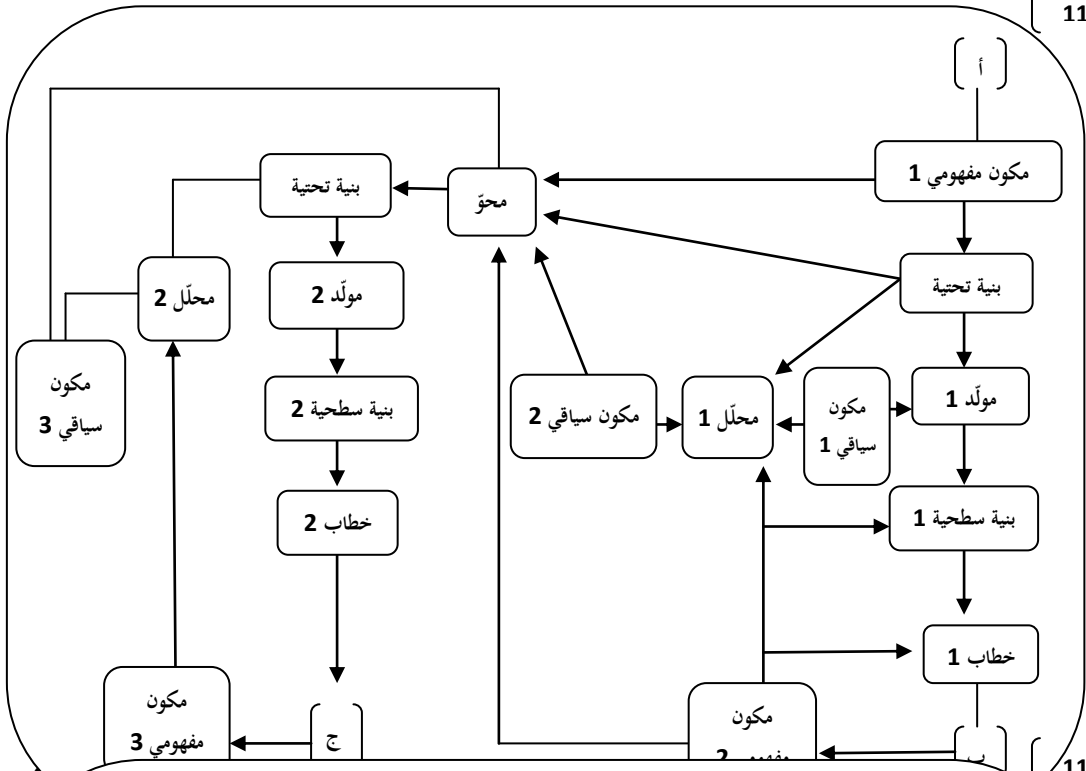 11
أ
مكون مفهومي 1
بنية تحتية
محوّ
بنية تحتية
محلّل 2
مولّد 2
مكون
سياقي 3
بنية سطحية 2
مكون سياقي 2
محلّل 1
مكون
سياقي 1
مولّد 1
بنية سطحية 1
خطاب 2
خطاب 1
مكون
مفهومي 3
ج
مكون
مفهومي 2
ب
11